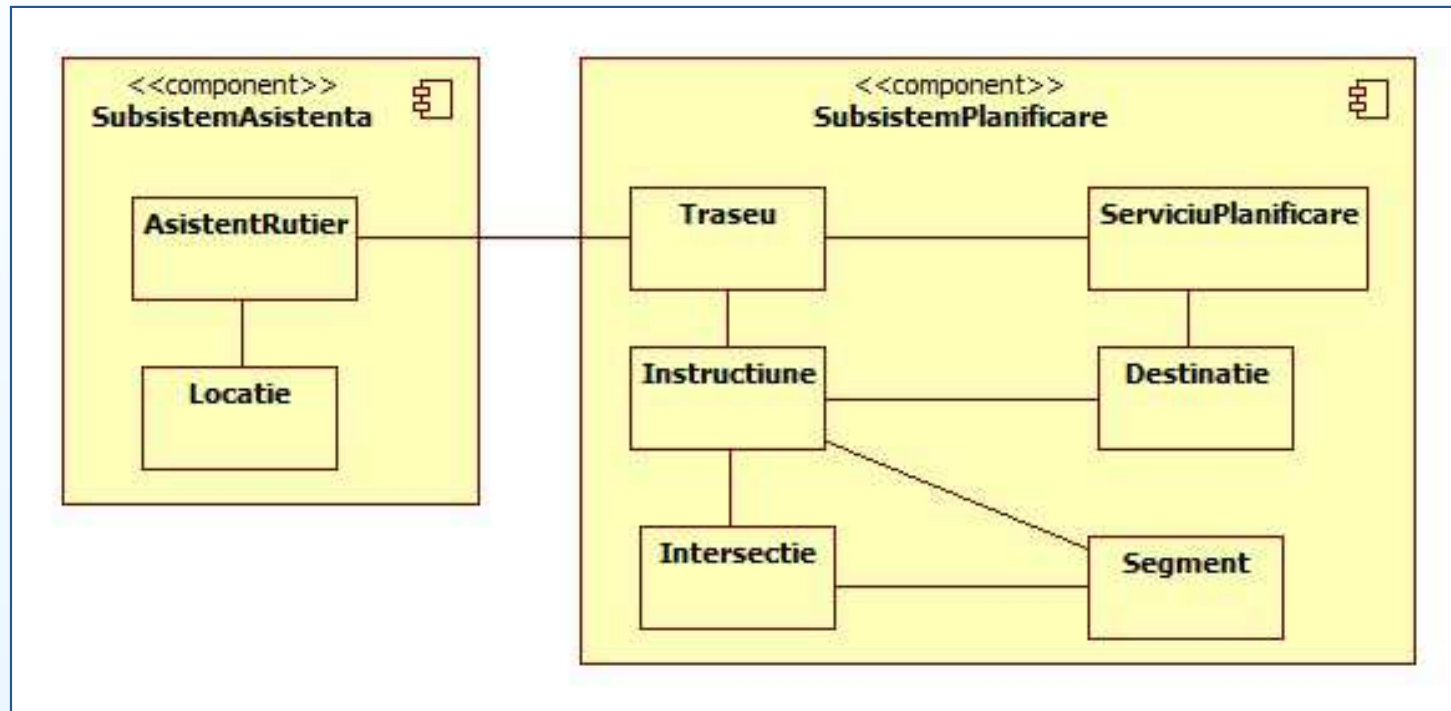 <<component>>
SubsistemAsistenta
AsistentRutier
Locatie
<<component>>
SubsistemPlanificare
Traseu
ServiciuPlanificare
Instructiune
Destinatie
Intersectie
Segment